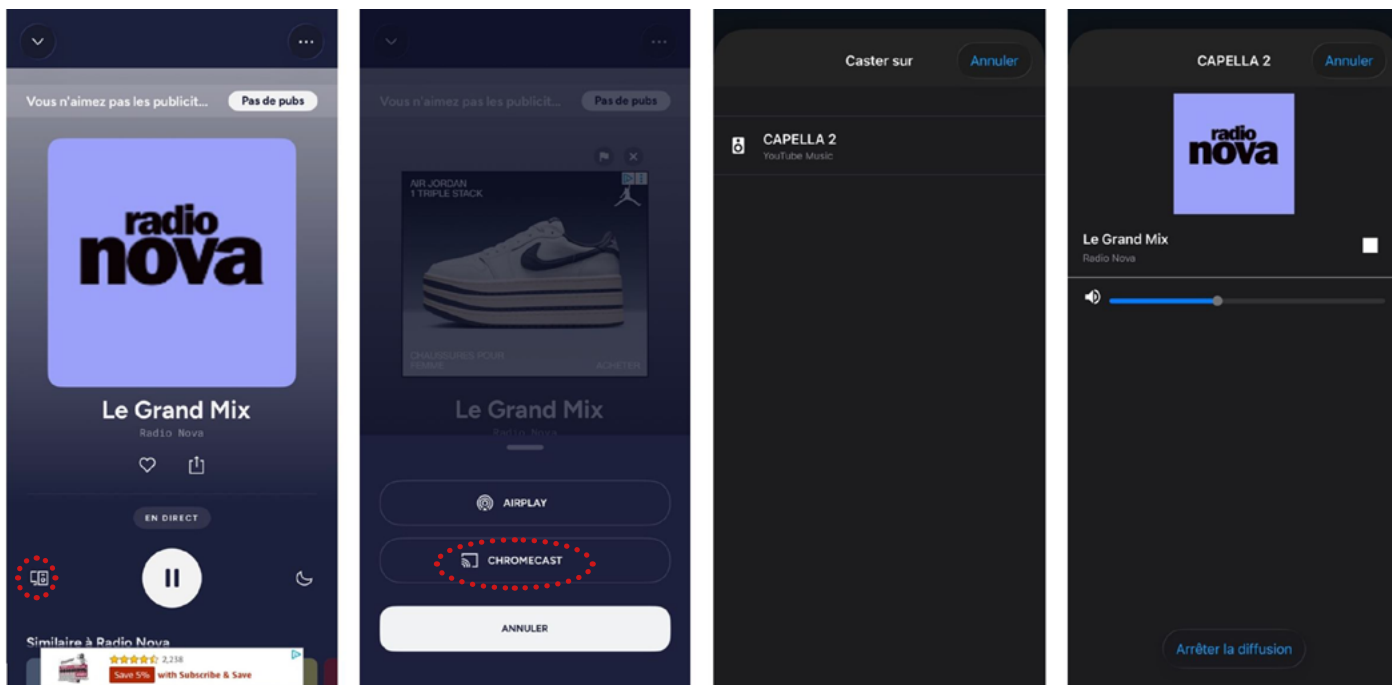 Vous n'aimez pas les publicit...
Pas de pubs
radio
nova
Le Grand Mix
Radio Nova
EN DIRECT
Similaire à Radio Nova
2,238
Save 5% with Subscribe & Save
Vous n'aimez pas les publicit...
Pas de pubs
AIR JORDAN
1 TRIPLE STACK
CHAUSSURES POUR
FEMME
ACHETER
Le Grand Mix
Radio Nova
AIRPLAY
CHROMECAST
ANNULER
Caster sur
Annuler
CAPELLA 2
YouTube Music
CAPELLA 2
Annuler
radio
nova
Le Grand Mix
Radio Nova
Arrêter la diffusion